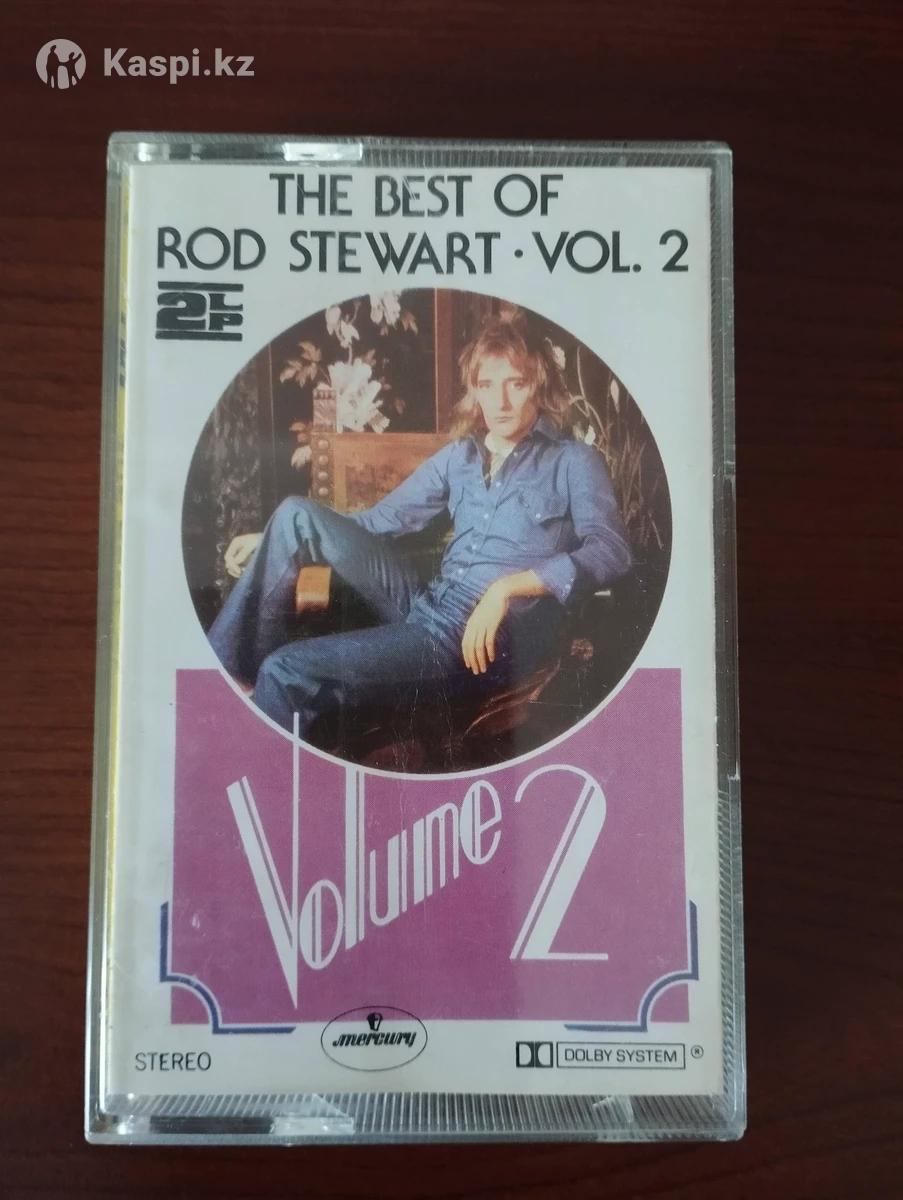 Kaspi.kz
THE BEST OF
ROD STEWART · VOL. 2
2LP
Volume 2
mercury
STEREO
DOLBY SYSTEM ®